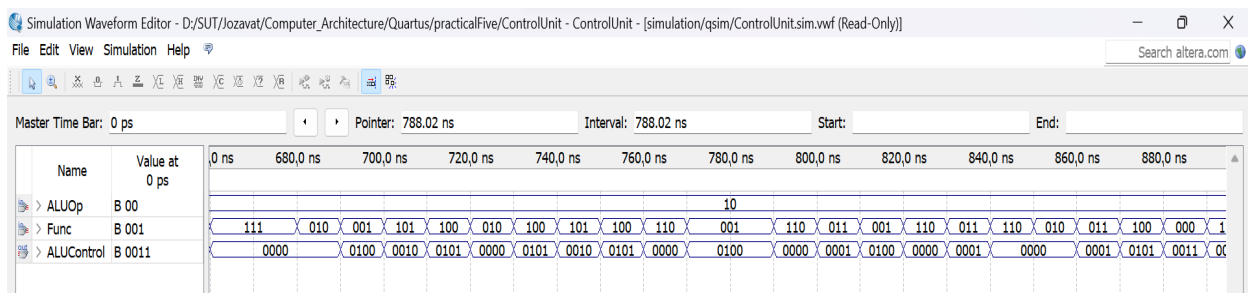 Simulation Waveform Editor - D:/SUT/Jozavat/Computer_Architecture/Quartus/practicalFive/ControlUnit - ControlUnit - [simulation/qsim/ControlUnit.sim.vwf (Read-Only)]
File Edit View Simulation Help
Search altera.com
Master Time Bar: 0 ps Pointer: 788.02 ns Interval: 788.02 ns Start: End:
Name Value at 0 ps ,0 ns 680,0 ns 700,0 ns 720,0 ns 740,0 ns 760,0 ns 780,0 ns 800,0 ns 820,0 ns 840,0 ns 860,0 ns 880,0 ns
ALUOp B 00 10
Func B 001 111 010 001 101 100 010 100 101 100 110 001 110 011 001 110 011 110 010 011 100 000 1
ALUControl B 0011 0000 0100 0010 0101 0000 0101 0010 0101 0000 0100 0000 0001 0100 0000 0001 0000 0001 0101 0011 00